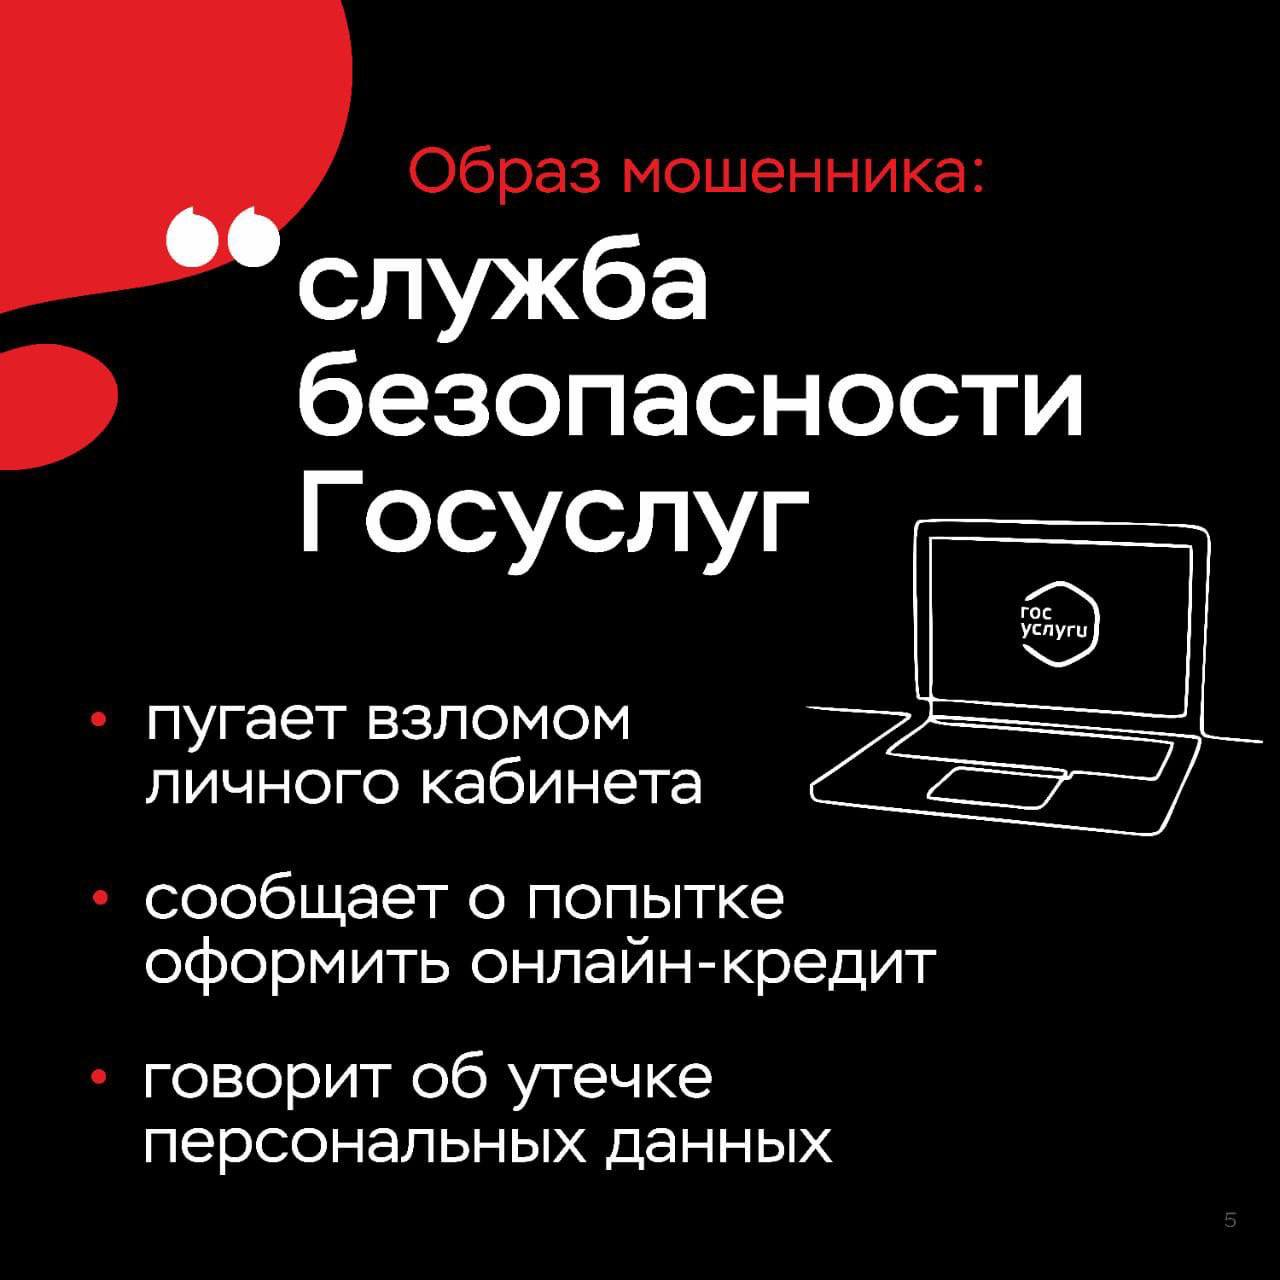 Образ мошенника:
“служба
безопасности
Госуслуг
гос
услуги
• пугает взломом
личного кабинета
• сообщает о попытке
оформить онлайн-кредит
• говорит об утечке
персональных данных
5